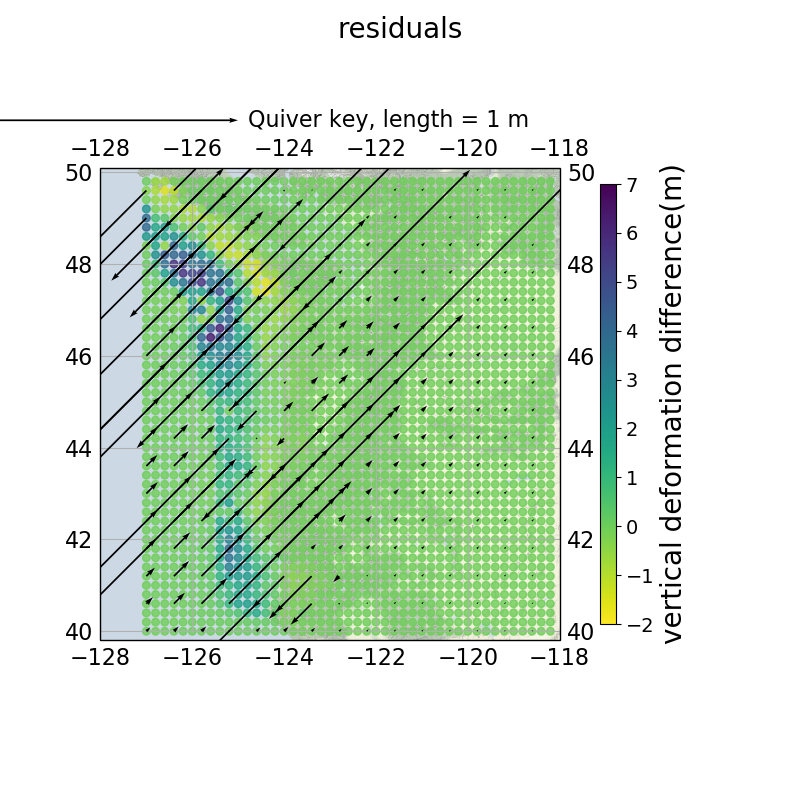 residuals
Quiver key, length = 1 m
−128 −126 −124 −122 −120 −118
50 50 7
6
48 48 5
4
46 46 3
2
44 44 1
0
42 42 −1
40 40 −2
−128 −126 −124 −122 −120 −118
vertical deformation difference(m)